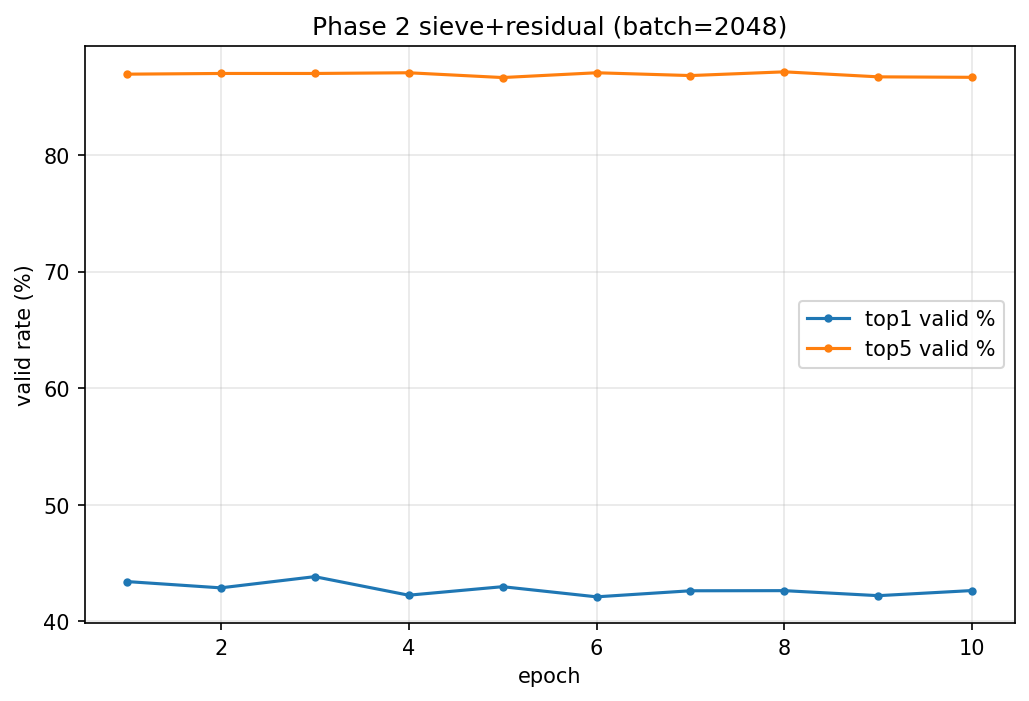 Phase 2 sieve+residual (batch=2048)
valid rate (%)
80
70
60
50
40
top1 valid %
top5 valid %
2 4 6 8 10
epoch